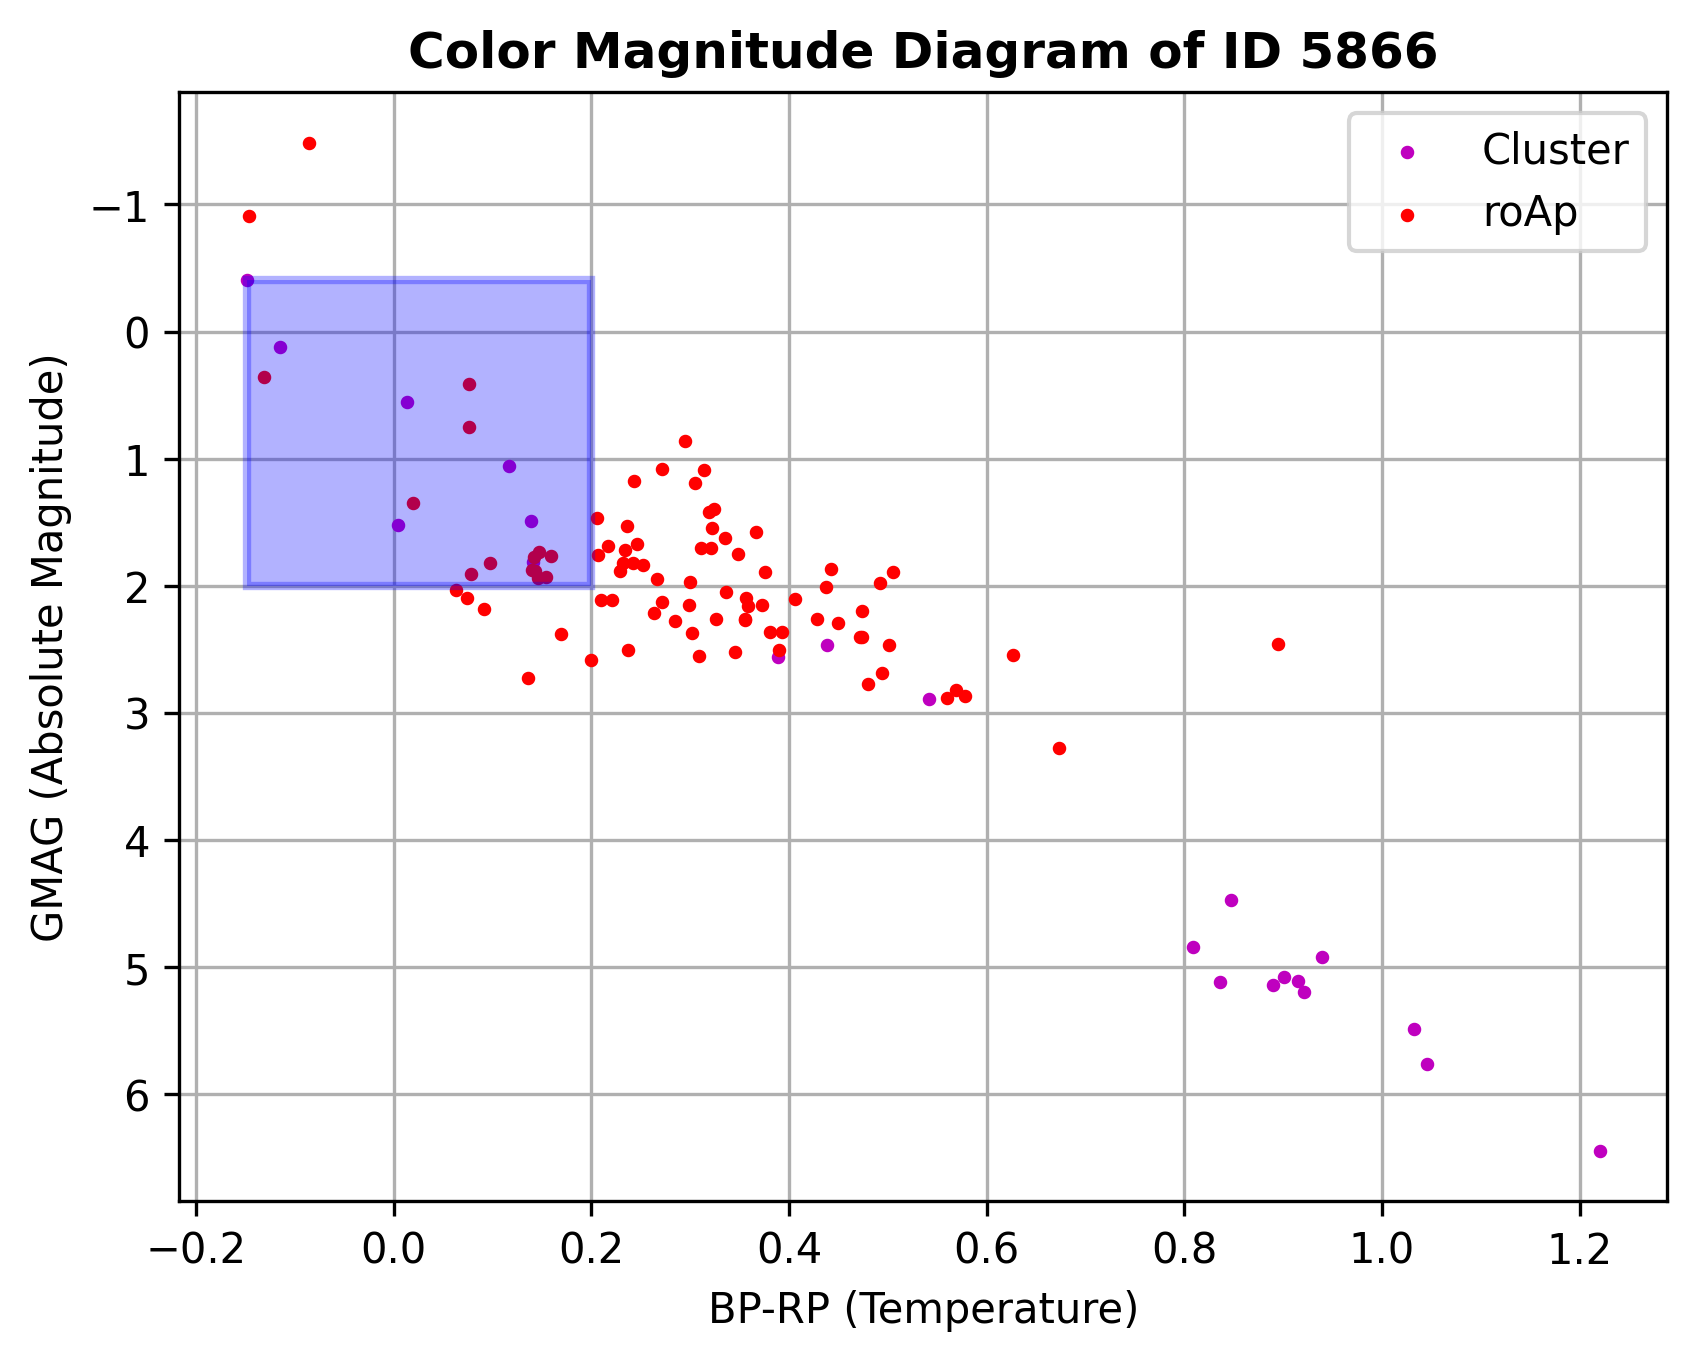 Color Magnitude Diagram of ID 5866
Cluster
roAp
−1
0
1
2
3
4
5
6
GMAG (Absolute Magnitude)
−0.2 0.0 0.2 0.4 0.6 0.8 1.0 1.2
BP-RP (Temperature)